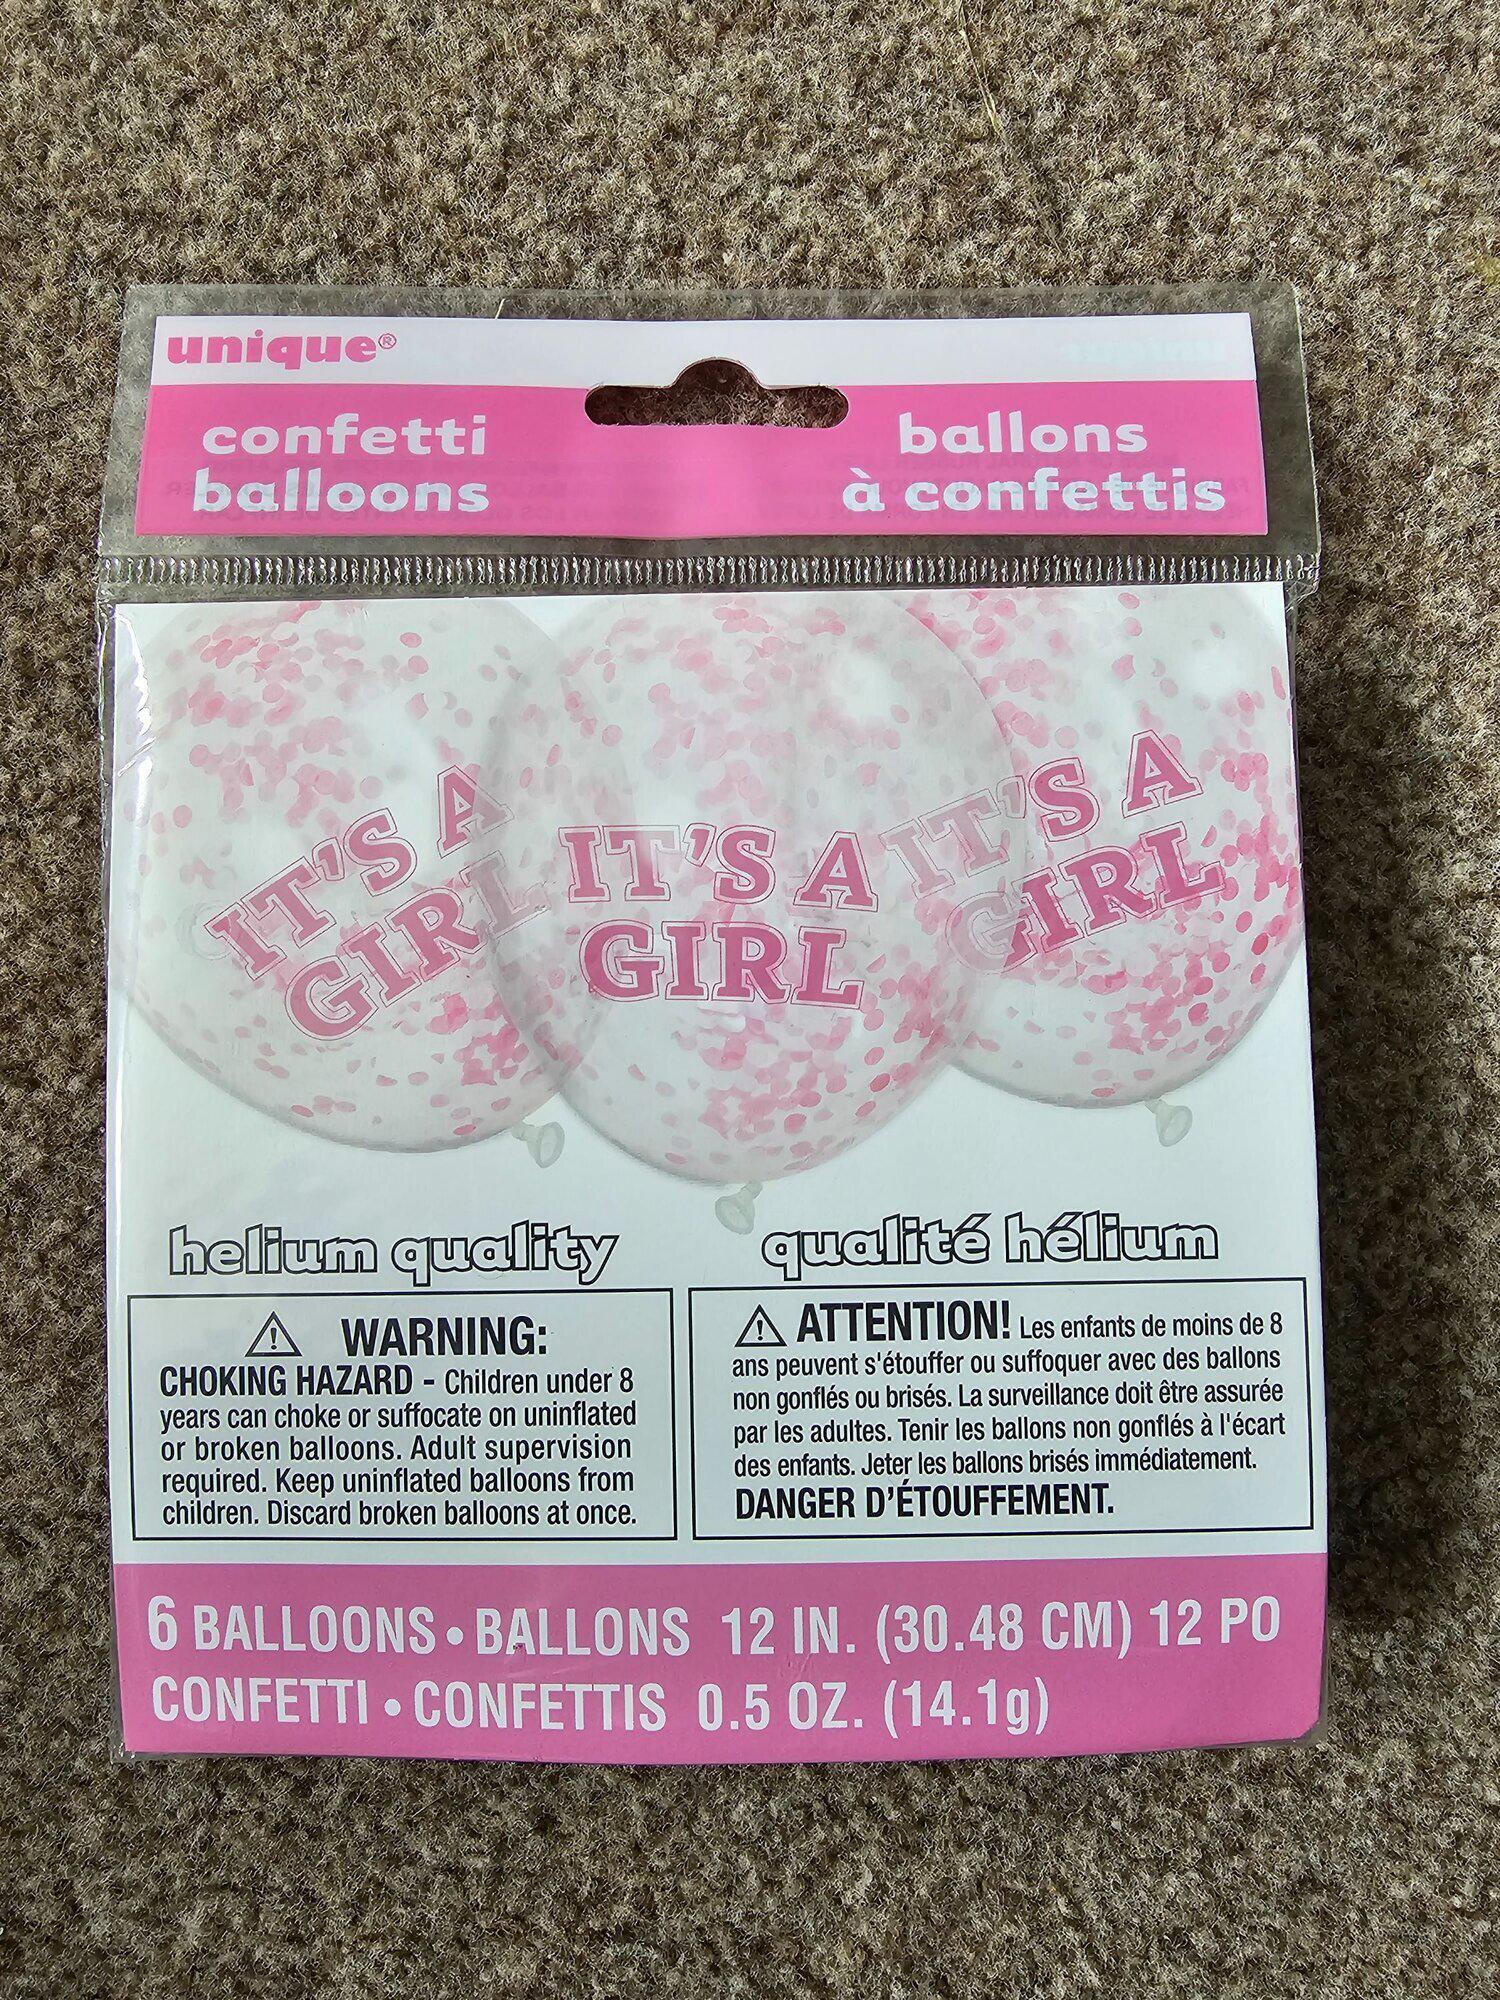 unique®
confetti
balloons
ballons
à confettis
IT'S A
GIRL
IT'S A
GIRL
IT'S A
GIRL
helium quality
qualité hélium
⚠ WARNING:
CHOKING HAZARD - Children under 8
years can choke or suffocate on uninflated
or broken balloons. Adult supervision
required. Keep uninflated balloons from
children. Discard broken balloons at once.
⚠ ATTENTION! Les enfants de moins de 8
ans peuvent s'étouffer ou suffoquer avec des ballons
non gonflés ou brisés. La surveillance doit être assurée
par les adultes. Tenir les ballons non gonflés à l'écart
des enfants. Jeter les ballons brisés immédiatement.
DANGER D'ÉTOUFFEMENT.
6 BALLOONS • BALLONS 12 IN. (30.48 CM) 12 PO
CONFETTI • CONFETTIS 0.5 OZ. (14.1g)